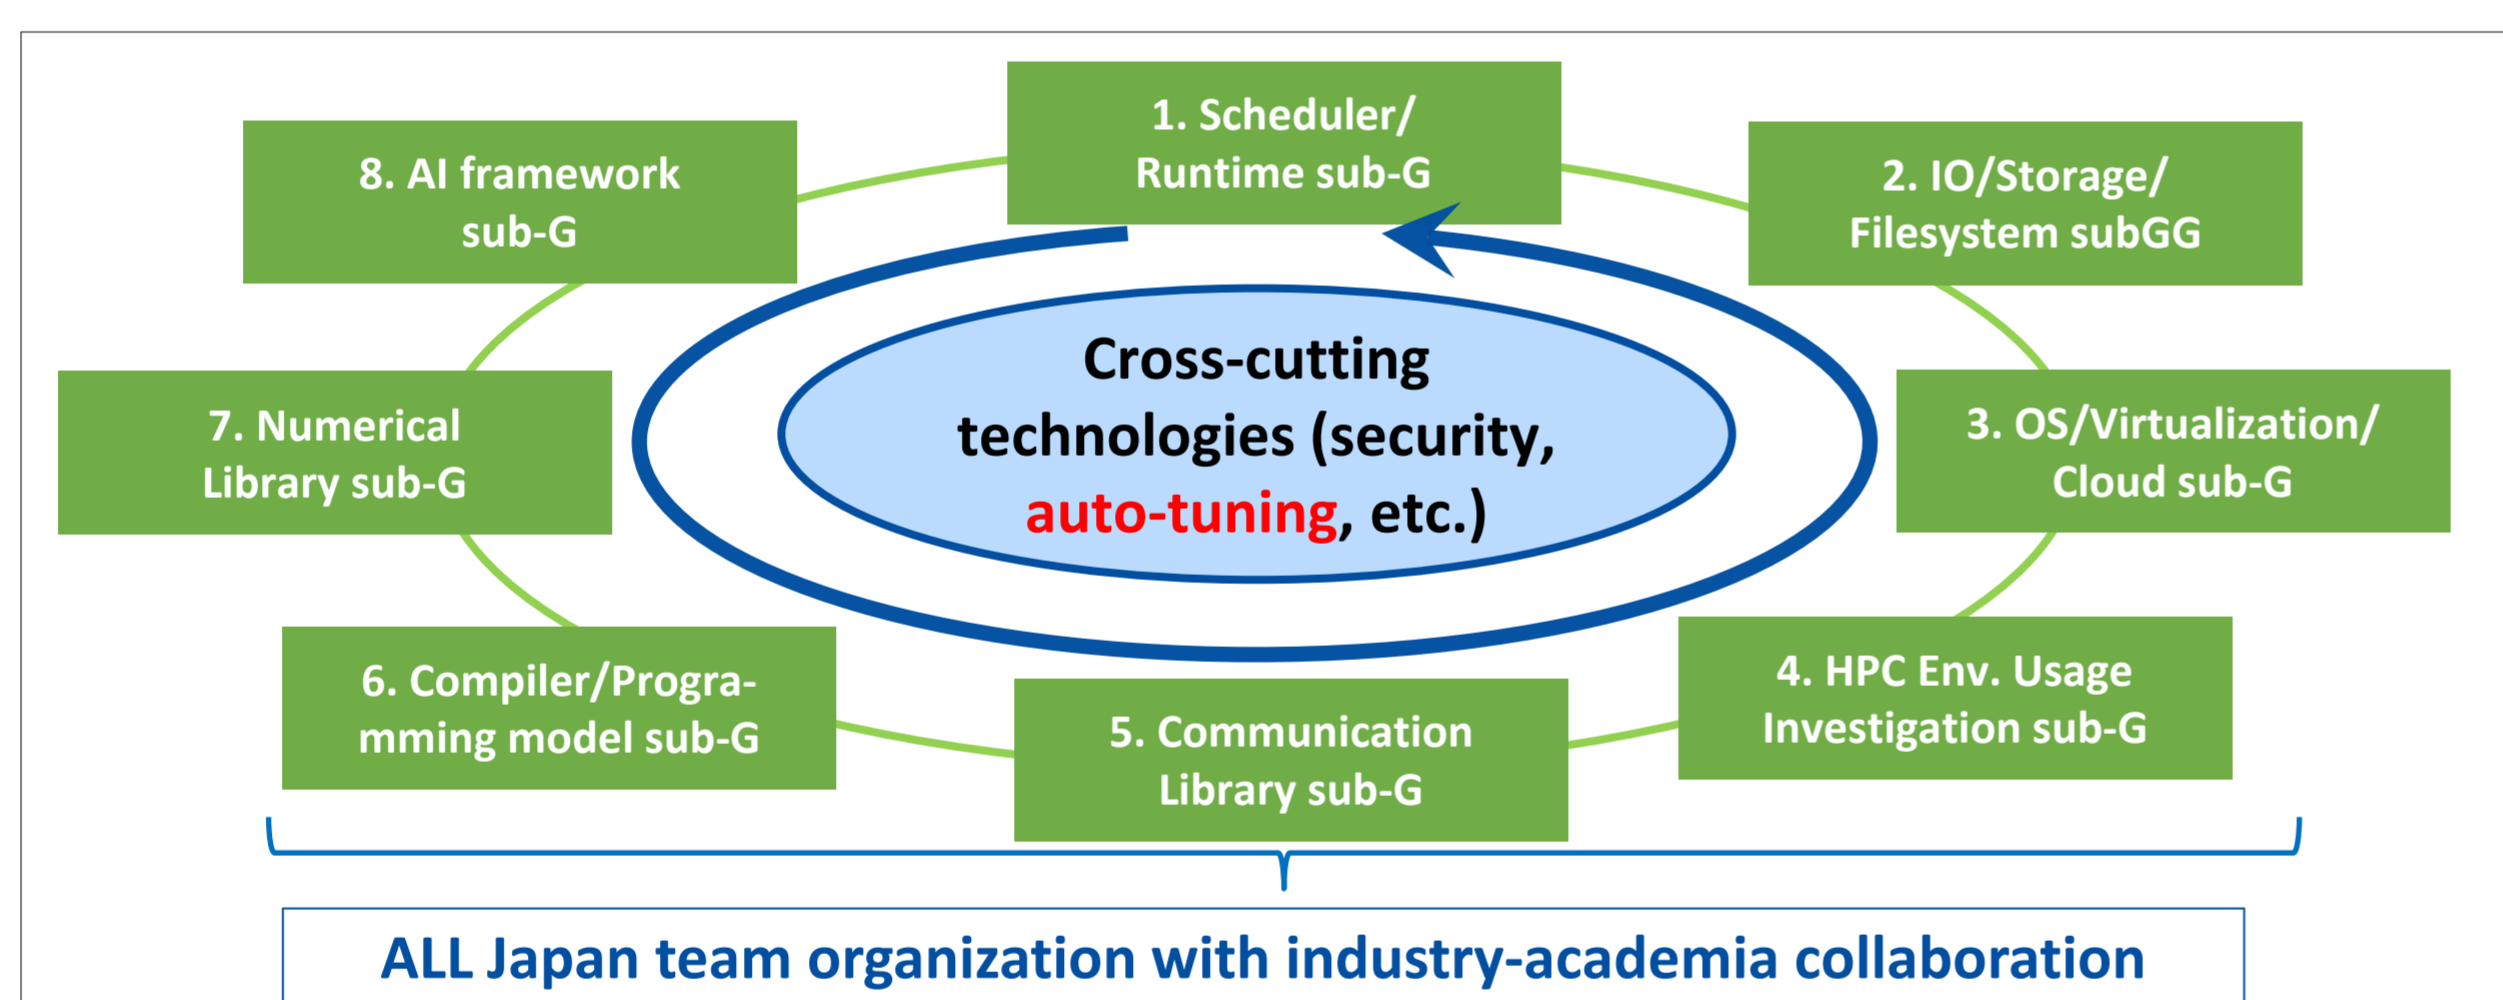 1. Scheduler/
Runtime sub-G
2. IO/Storage/
Filesystem subGG
3. OS/Virtualization/
Cloud sub-G
4. HPC Env. Usage
Investigation sub-G
5. Communication
Library sub-G
6. Compiler/Progra-
mming model sub-G
7. Numerical
Library sub-G
8. AI framework
sub-G
Cross-cutting
technologies (security,
auto-tuning, etc.)
ALL Japan team organization with industry-academia collaboration